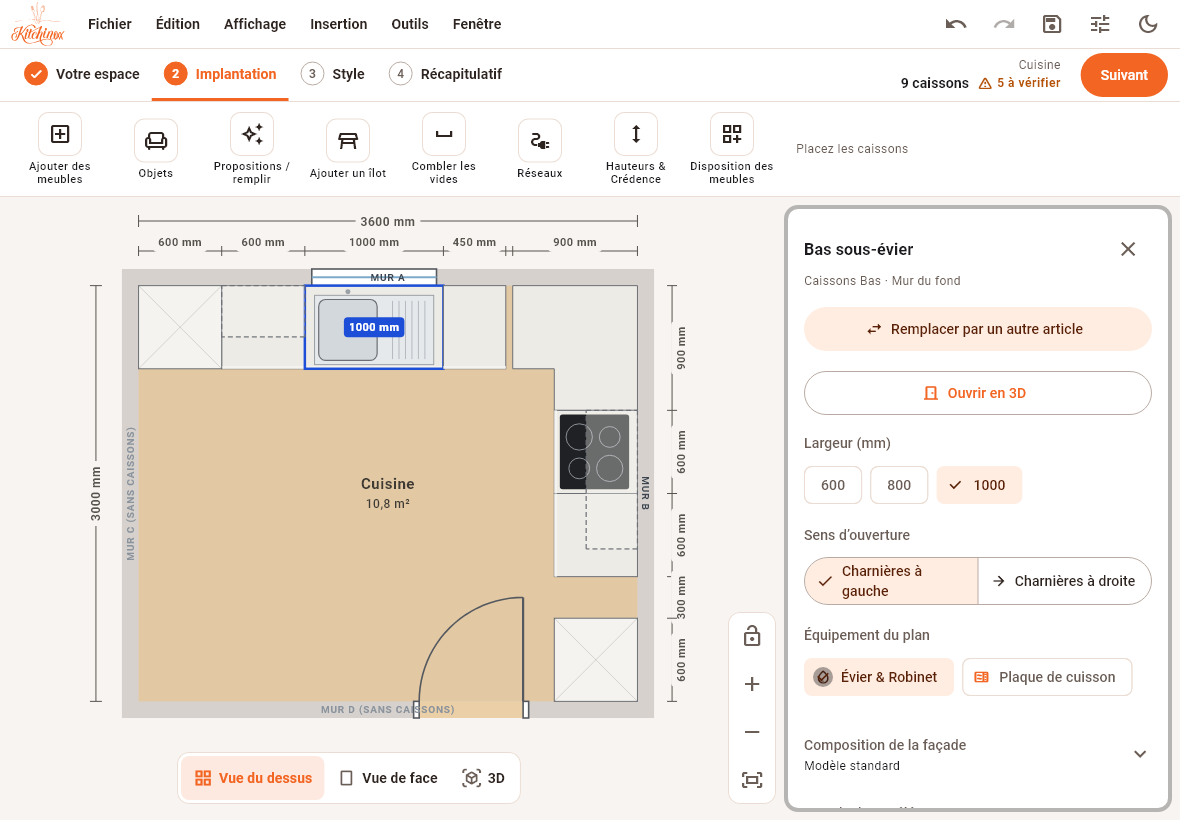 Kitchinox
Fichier
Édition
Affichage
Insertion
Outils
Fenêtre
Votre espace
2
Implantation
3
Style
4
Récapitulatif
Cuisine
9 caissons
5 à vérifier
Suivant
Ajouter des
meubles
Objets
Propositions /
remplir
Ajouter un îlot
Combler les
vides
Réseaux
Hauteurs &
Crédence
Disposition des
meubles
Placez les caissons
3600 mm
600 mm
600 mm
1000 mm
450 mm
900 mm
MUR A
1000 mm
900 mm
600 mm
600 mm
300 mm
600 mm
3000 mm
MUR C (SANS CAISSONS)
MUR B
Cuisine
10,8 m²
MUR D (SANS CAISSONS)
Vue du dessus
Vue de face
3D
Bas sous-évier
Caissons Bas · Mur du fond
Remplacer par un autre article
Ouvrir en 3D
Largeur (mm)
600
800
1000
Sens d’ouverture
Charnières à
gauche
Charnières à droite
Équipement du plan
Évier & Robinet
Plaque de cuisson
Composition de la façade
Modèle standard